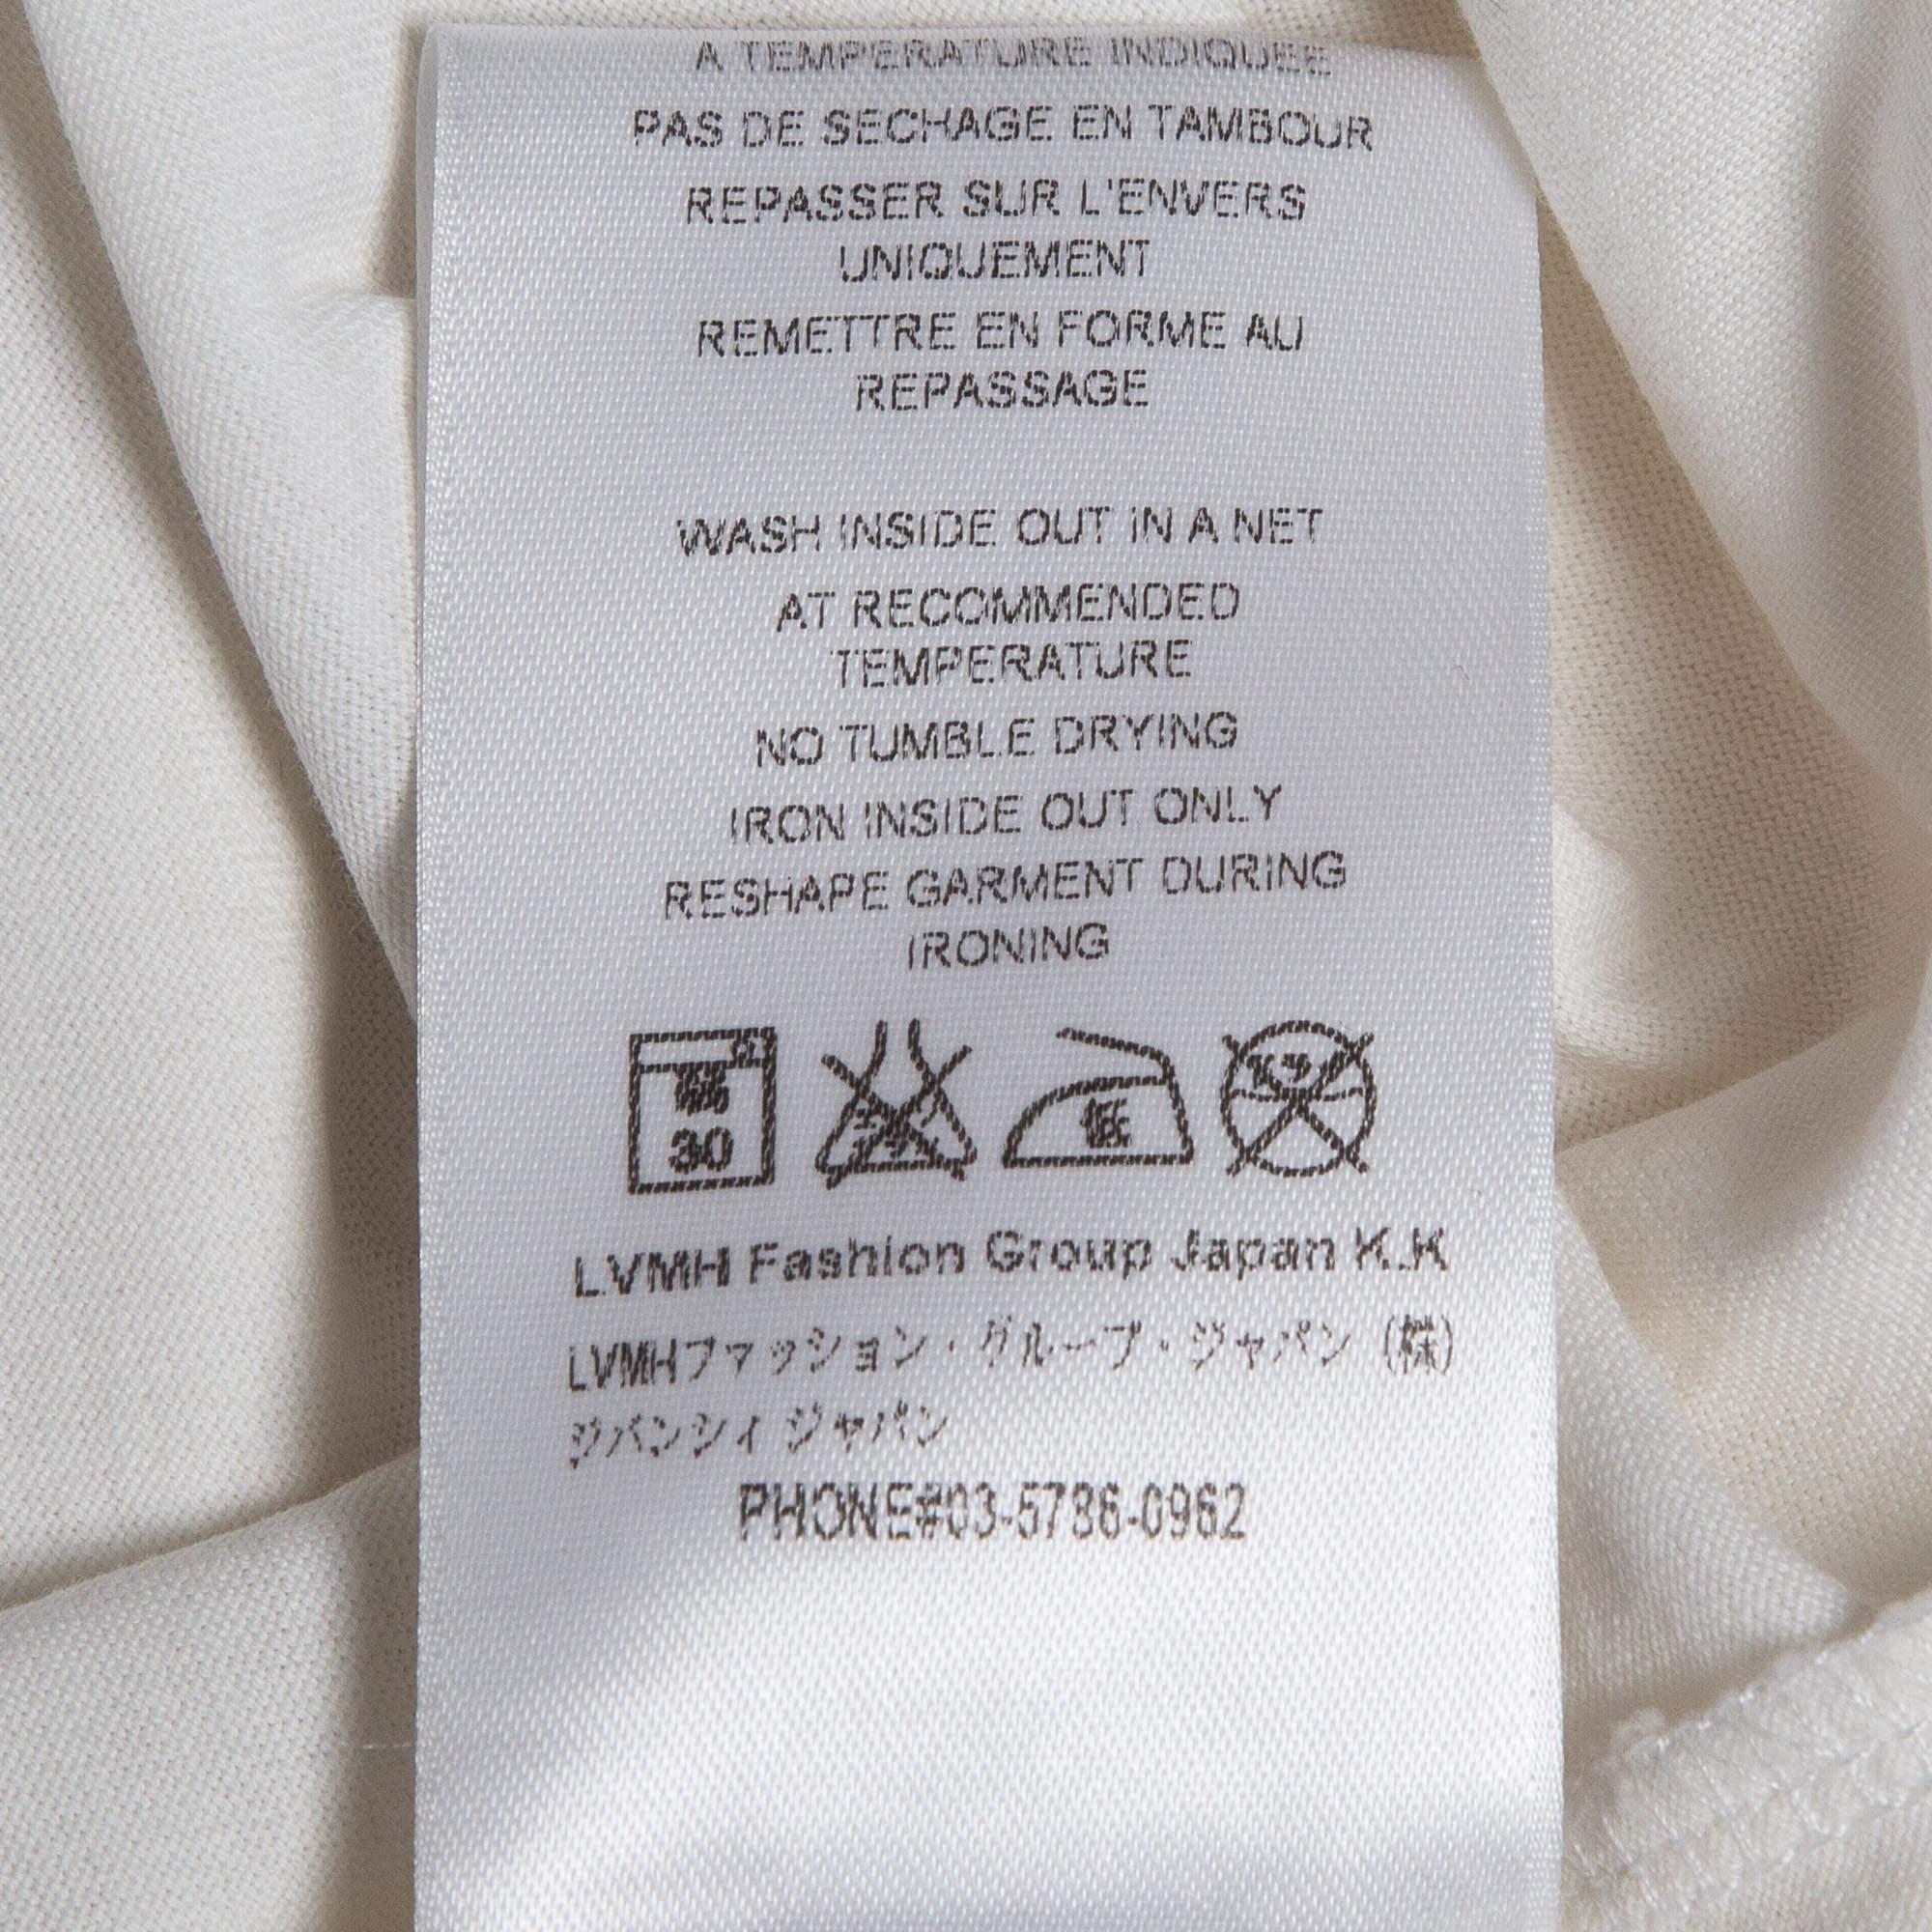 A TEMPERATURE INDIQUEE
PAS DE SECHAGE EN TAMBOUR
REPASSER SUR L'ENVERS
UNIQUEMENT
REMETTRE EN FORME AU
REPASSAGE
WASH INSIDE OUT IN A NET
AT RECOMMENDED
TEMPERATURE
NO TUMBLE DRYING
IRON INSIDE OUT ONLY
RESHAPE GARMENT DURING
IRONING
30
低
LVMH Fashion Group Japan K.K
LVMHファッション・グループ・ジャパン (株)
ジバンシィ ジャパン
PHONE#03-5786-0962